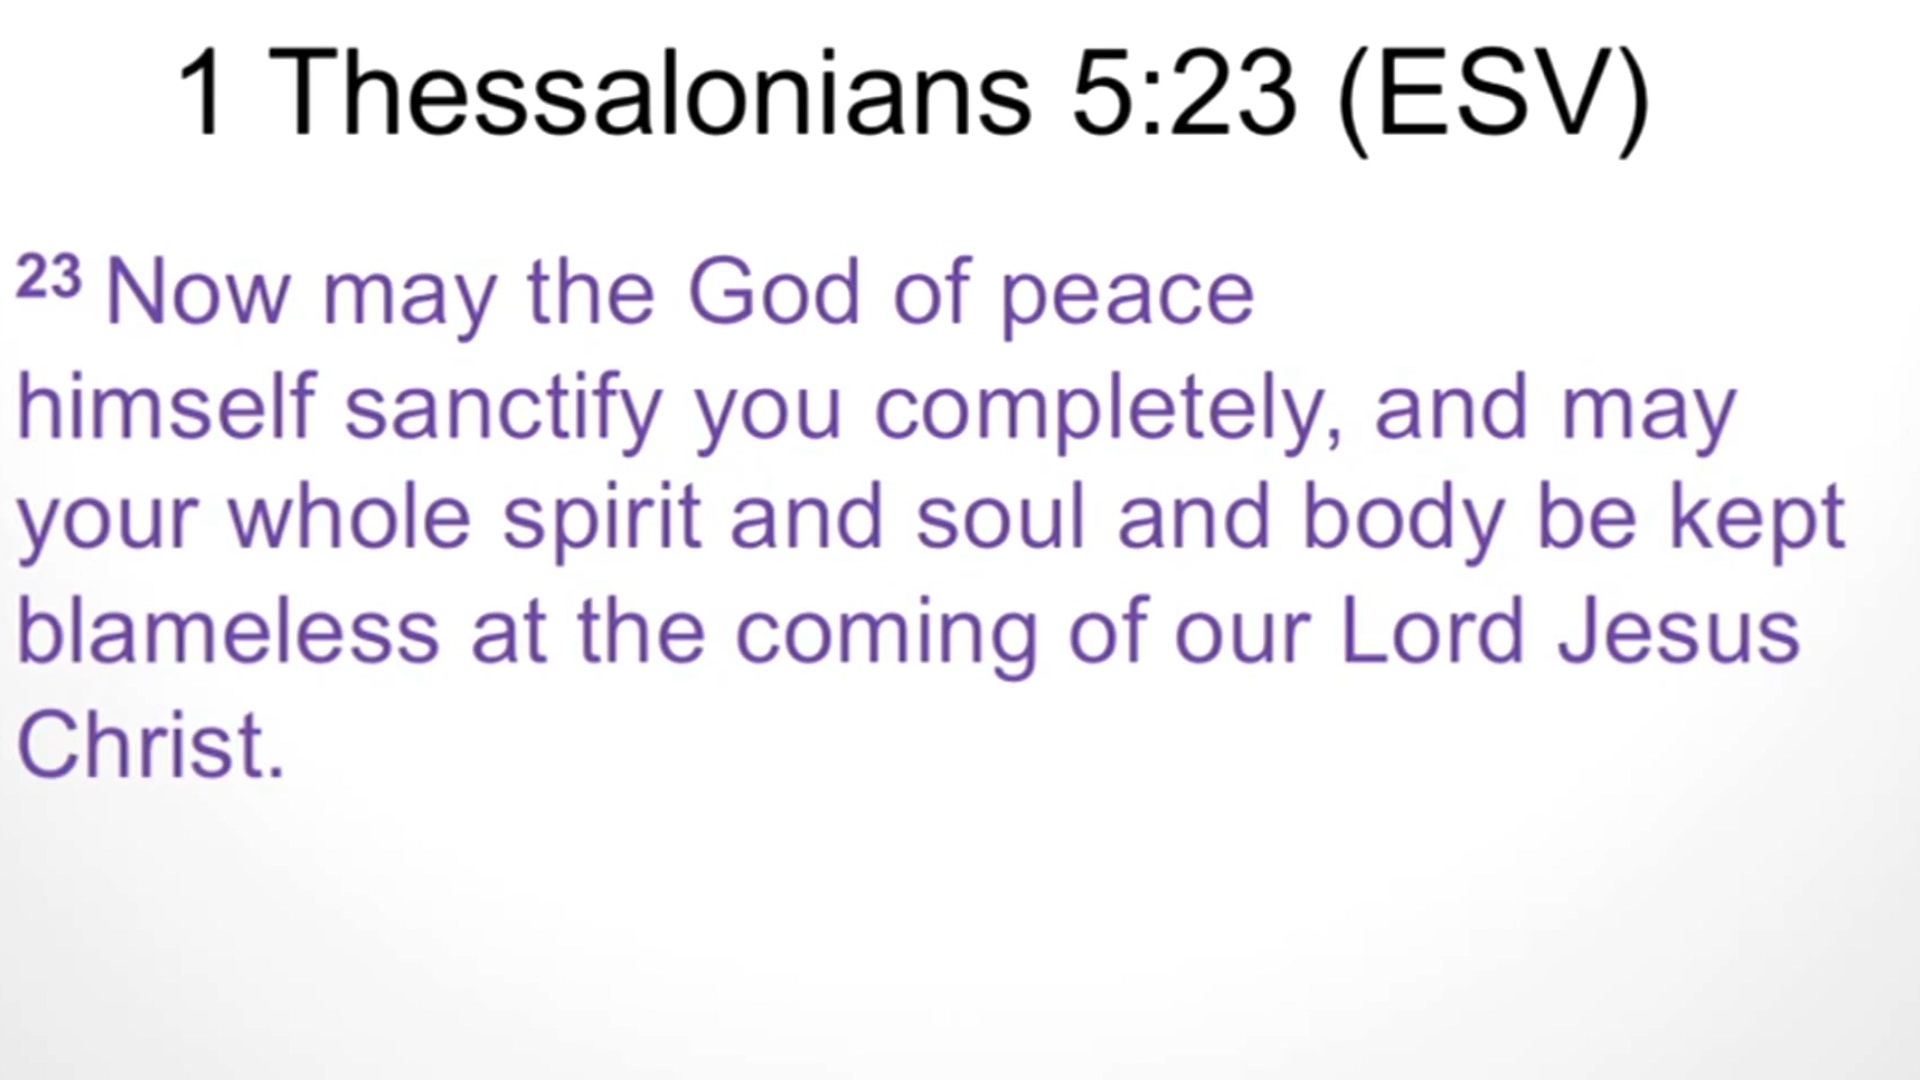 1 Thessalonians 5:23 (ESV)
23 Now may the God of peace
himself sanctify you completely, and may
your whole spirit and soul and body be kept
blameless at the coming of our Lord Jesus
Christ.